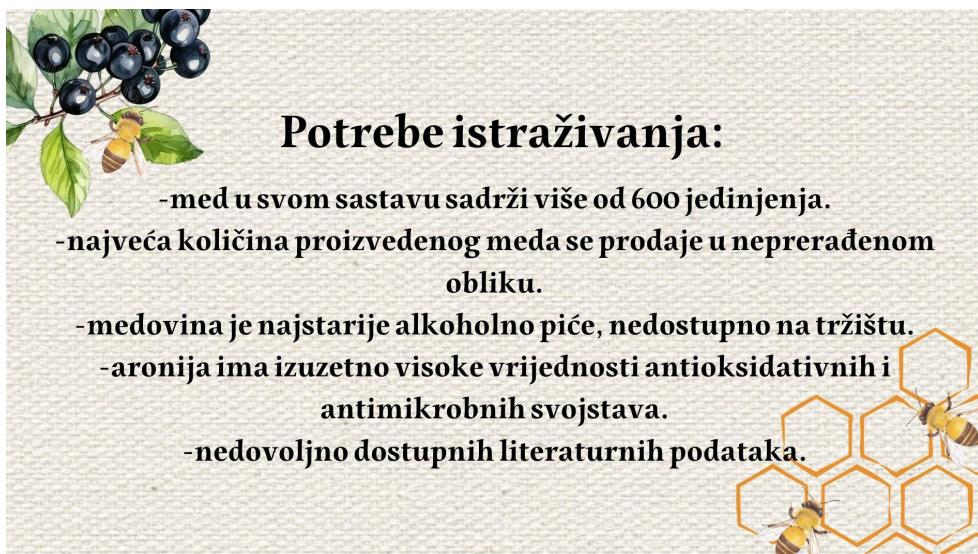 Potrebe istraživanja:
-med u svom sastavu sadrži više od 600 jedinjenja.
-najveća količina proizvedenog meda se prodaje u neprerađenom
obliku.
-medovina je najstarije alkoholno piće, nedostupno na tržištu.
-aronija ima izuzetno visoke vrijednosti antioksidativnih i
antimikrobnih svojstava.
-nedovoljno dostupnih literaturnih podataka.